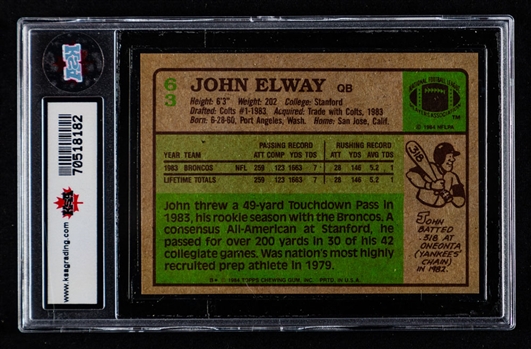 KSA
70518182
KSA
www.ksagrading.com
63
JOHN ELWAY QB
Height: 6'3" Weight: 202 College: Stanford
Drafted: Colts #1-1983 Acquired: Trade with Colts, 1983
Born: 6-28-60, Port Angeles, Wash. Home: San Jose, Calif.
NATIONAL FOOTBALL LEAGUE
TM
© 1984 NFLPA
PASSING RECORD RUSHING RECORD
YEAR TEAM ATT COMP YDS TDS ATT YDS AVG TDS
1983 BRONCOS NFL 259 123 1663 7 28 146 5.2 1
LIFETIME TOTALS 259 123 1663 7 28 146 5.2 1
John threw a 49-yard Touchdown Pass in
1983, his rookie season with the Broncos. A
consensus All-American at Stanford, he
passed for over 200 yards in 30 of his 42
collegiate games. Was nation's most highly
recruited prep athlete in 1979.
© 1984 TOPPS CHEWING GUM, INC. PRTD. IN U.S.A.
.318
JOHN
BATTED
.318 AT
ONEONTA
(YANKEES'
CHAIN)
IN 1982.